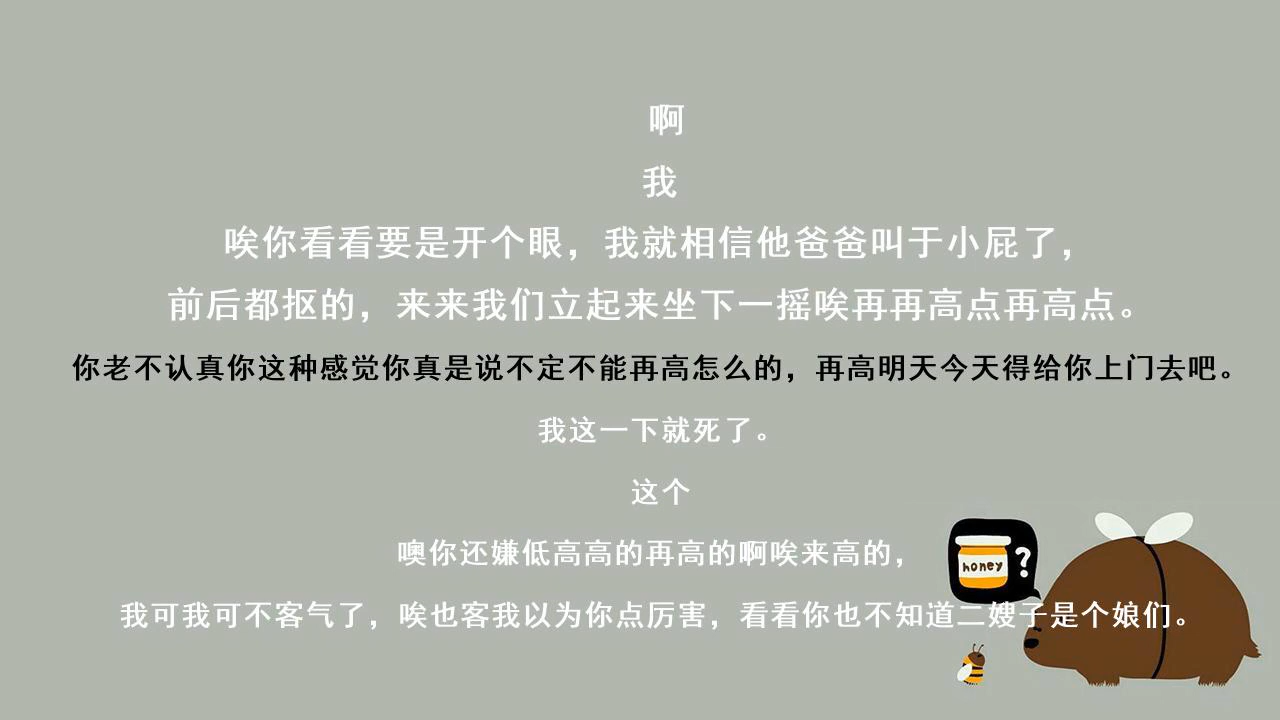 啊
我
唉你看看要是开个眼，我就相信他爸爸叫于小屁了，
前后都抠的，来来我们立起来坐下一摇唉再再高点再高点。
你老不认真你这种感觉你真是说不定不能再高怎么的，再高明天今天得给你上门去吧。
我这一下就死了。
这个
噢你还嫌低高高的再高的啊唉来高的，
honey
?
我可我可不客气了，唉也客我以为你点厉害，看看你也不知道二嫂子是个娘们。